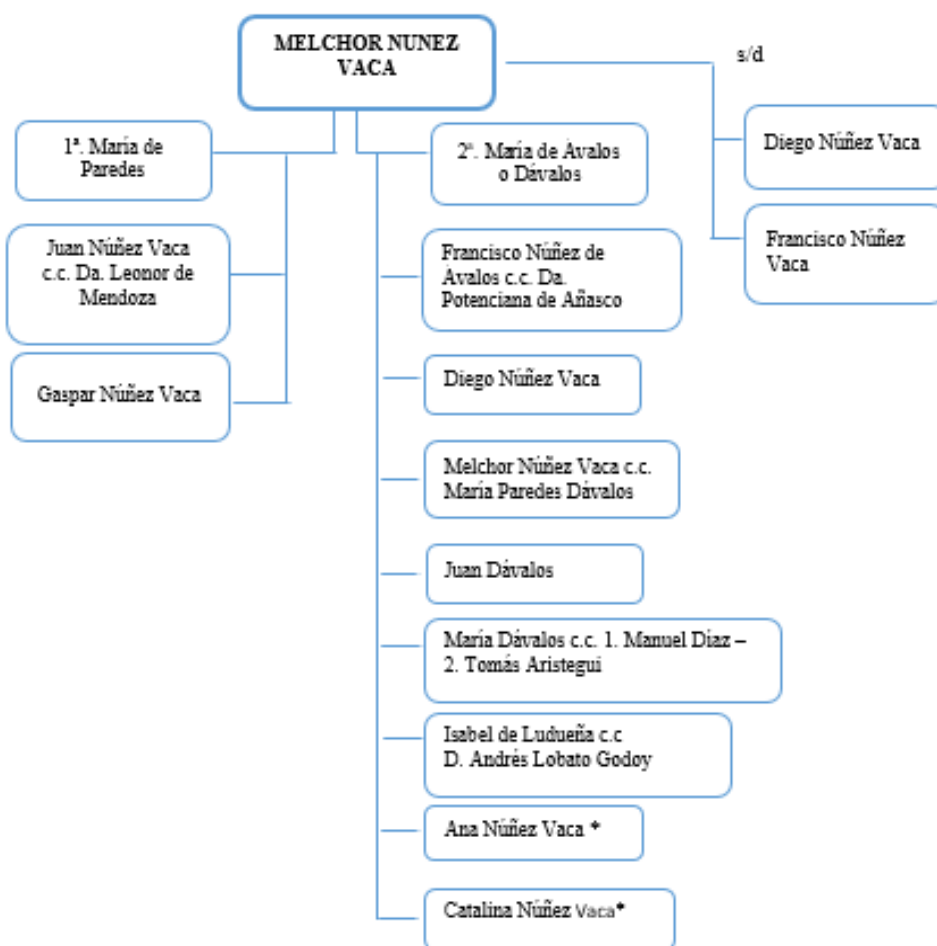 MELCHOR NUNEZ
VACA
s/d
1ª. María de
Paredes
2ª. María de Ávalos
o Dávalos
Diego Núñez Vaca
Francisco Núñez
Vaca
Juan Núñez Vaca
c.c. Da. Leonor de
Mendoza
Gaspar Núñez Vaca
Francisco Núñez de
Ávalos c.c. Da.
Potenciana de Añasco
Diego Núñez Vaca
Melchor Núñez Vaca c.c.
María Paredes Dávalos
Juan Dávalos
María Dávalos c.c. 1. Manuel Díaz –
2. Tomás Aristegui
Isabel de Ludueña c.c
D. Andrés Lobato Godoy
Ana Núñez Vaca *
Catalina Núñez Vaca*